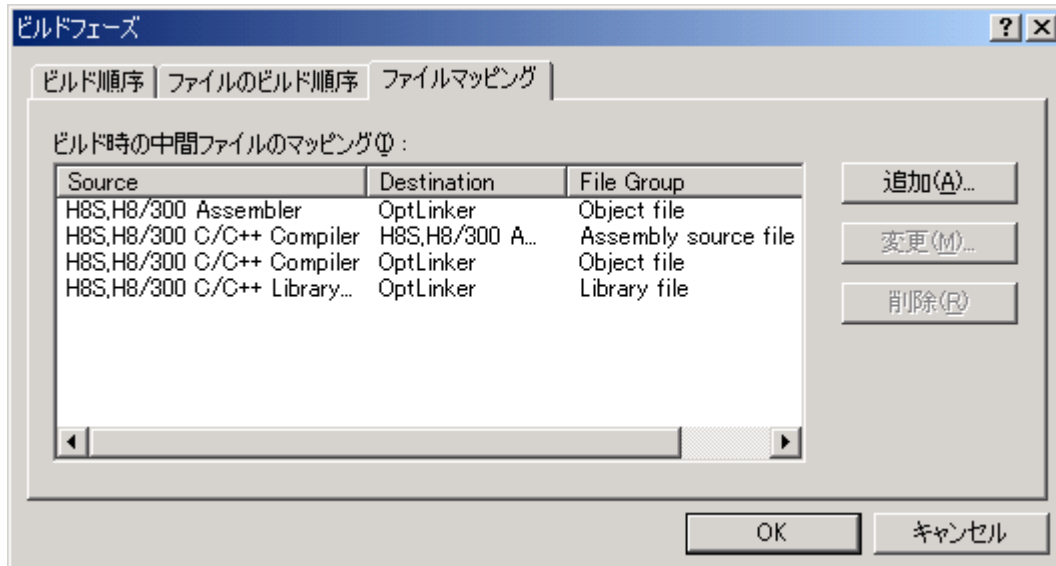 ビルドフェーズ
ビルド順序 ファイルのビルド順序 ファイルマッピング
ビルド時の中間ファイルのマッピング(I):
Source Destination File Group
H8S,H8/300 Assembler OptLinker Object file
H8S,H8/300 C/C++ Compiler H8S,H8/300 A... Assembly source file
H8S,H8/300 C/C++ Compiler OptLinker Object file
H8S,H8/300 C/C++ Library... OptLinker Library file
追加(A)...
変更(M)...
削除(R)
OK キャンセル